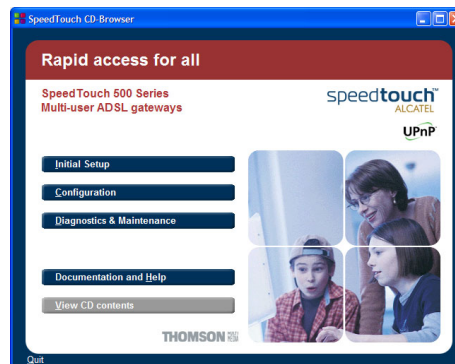 SpeedTouch CD-Browser
Rapid access for all
SpeedTouch 500 Series
Multi-user ADSL gateways
speedtouch™
ALCATEL
UPnP
Initial Setup
Configuration
Diagnostics & Maintenance
Documentation and Help
View CD contents
THOMSON
Quit